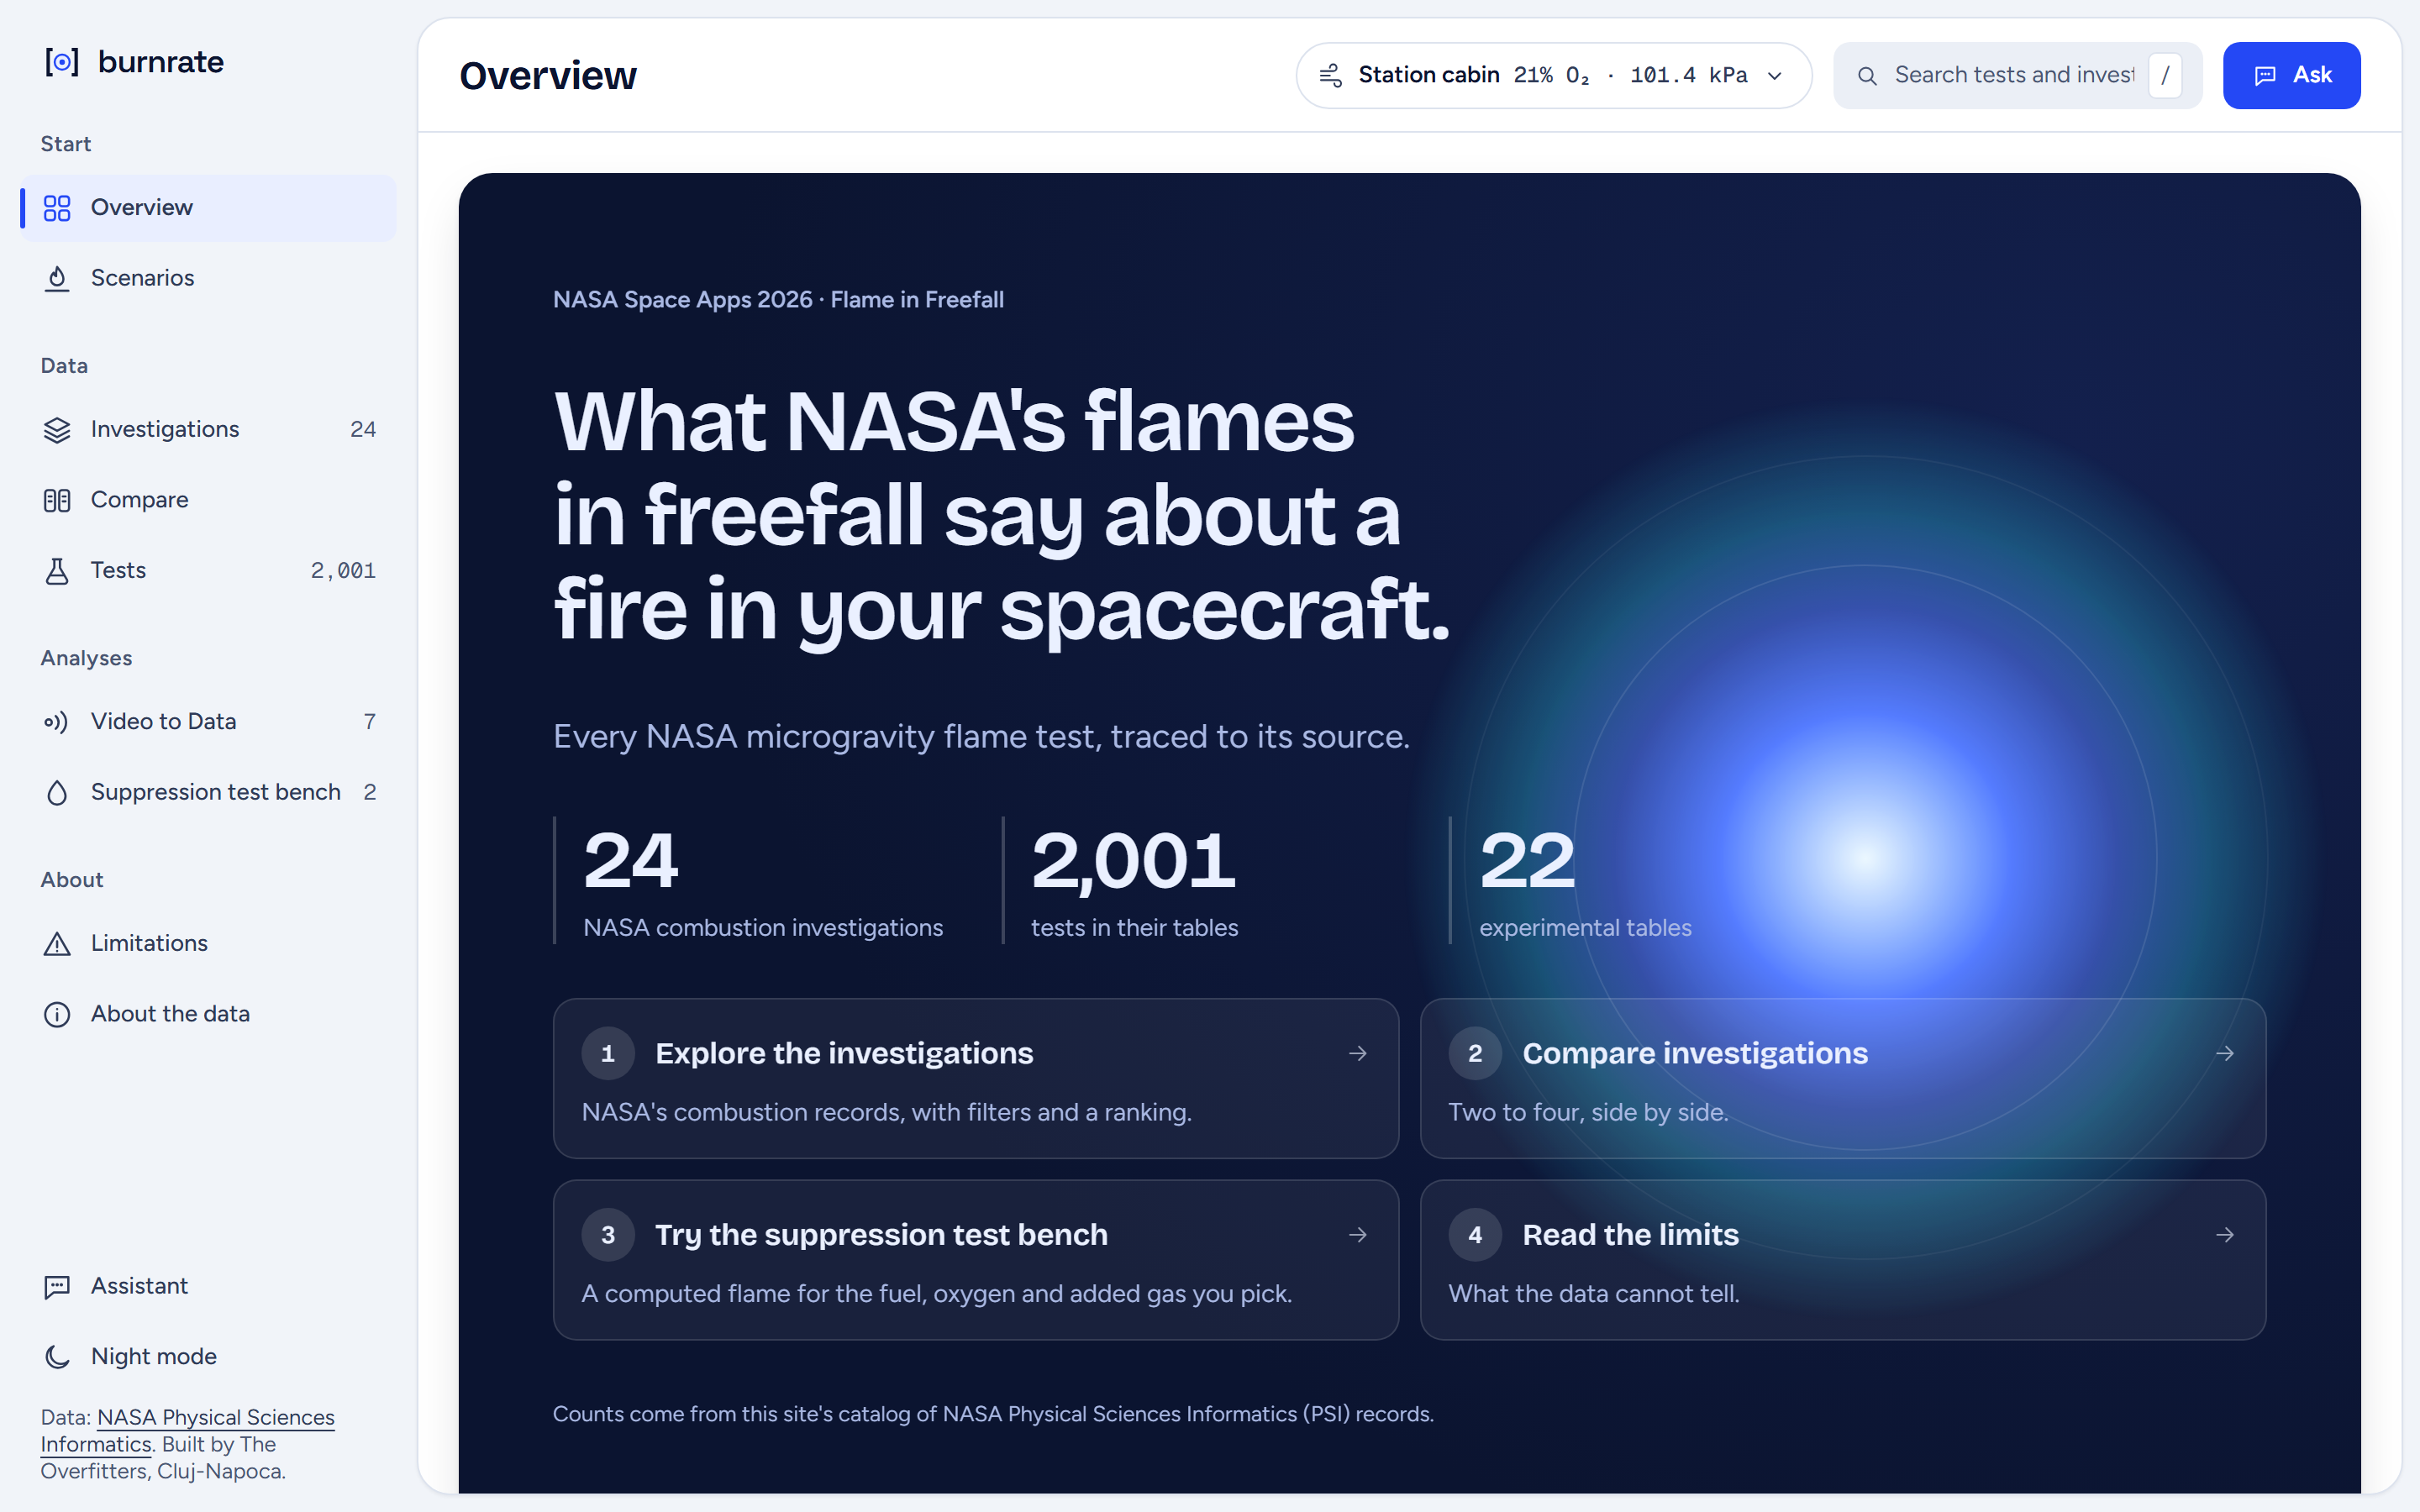 burnrate
Start
Overview
Scenarios
Data
Investigations 24
Compare
Tests 2,001
Analyses
Video to Data 7
Suppression test bench 2
About
Limitations
About the data
Assistant
Night mode
Data: NASA Physical Sciences
Informatics. Built by The
Overfitters, Cluj-Napoca.
Overview
Station cabin 21% O₂ · 101.4 kPa
Search tests and invest /
Ask
NASA Space Apps 2026 · Flame in Freefall
What NASA's flames
in freefall say about a
fire in your spacecraft.
Every NASA microgravity flame test, traced to its source.
24
NASA combustion investigations
2,001
tests in their tables
22
experimental tables
1 Explore the investigations →
NASA's combustion records, with filters and a ranking.
2 Compare investigations →
Two to four, side by side.
3 Try the suppression test bench →
A computed flame for the fuel, oxygen and added gas you pick.
4 Read the limits →
What the data cannot tell.
Counts come from this site's catalog of NASA Physical Sciences Informatics (PSI) records.